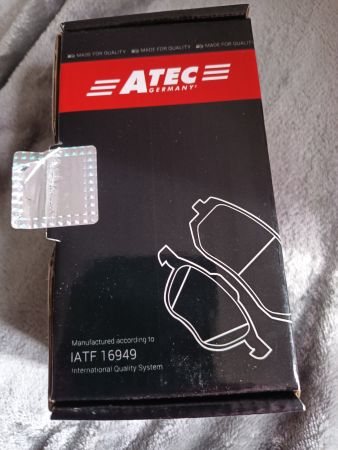 MADE FOR QUALITY MADE FOR QUALITY MADE FOR QUALITY
ATEC
GERMANY
Manufactured according to
IATF 16949
International Quality System